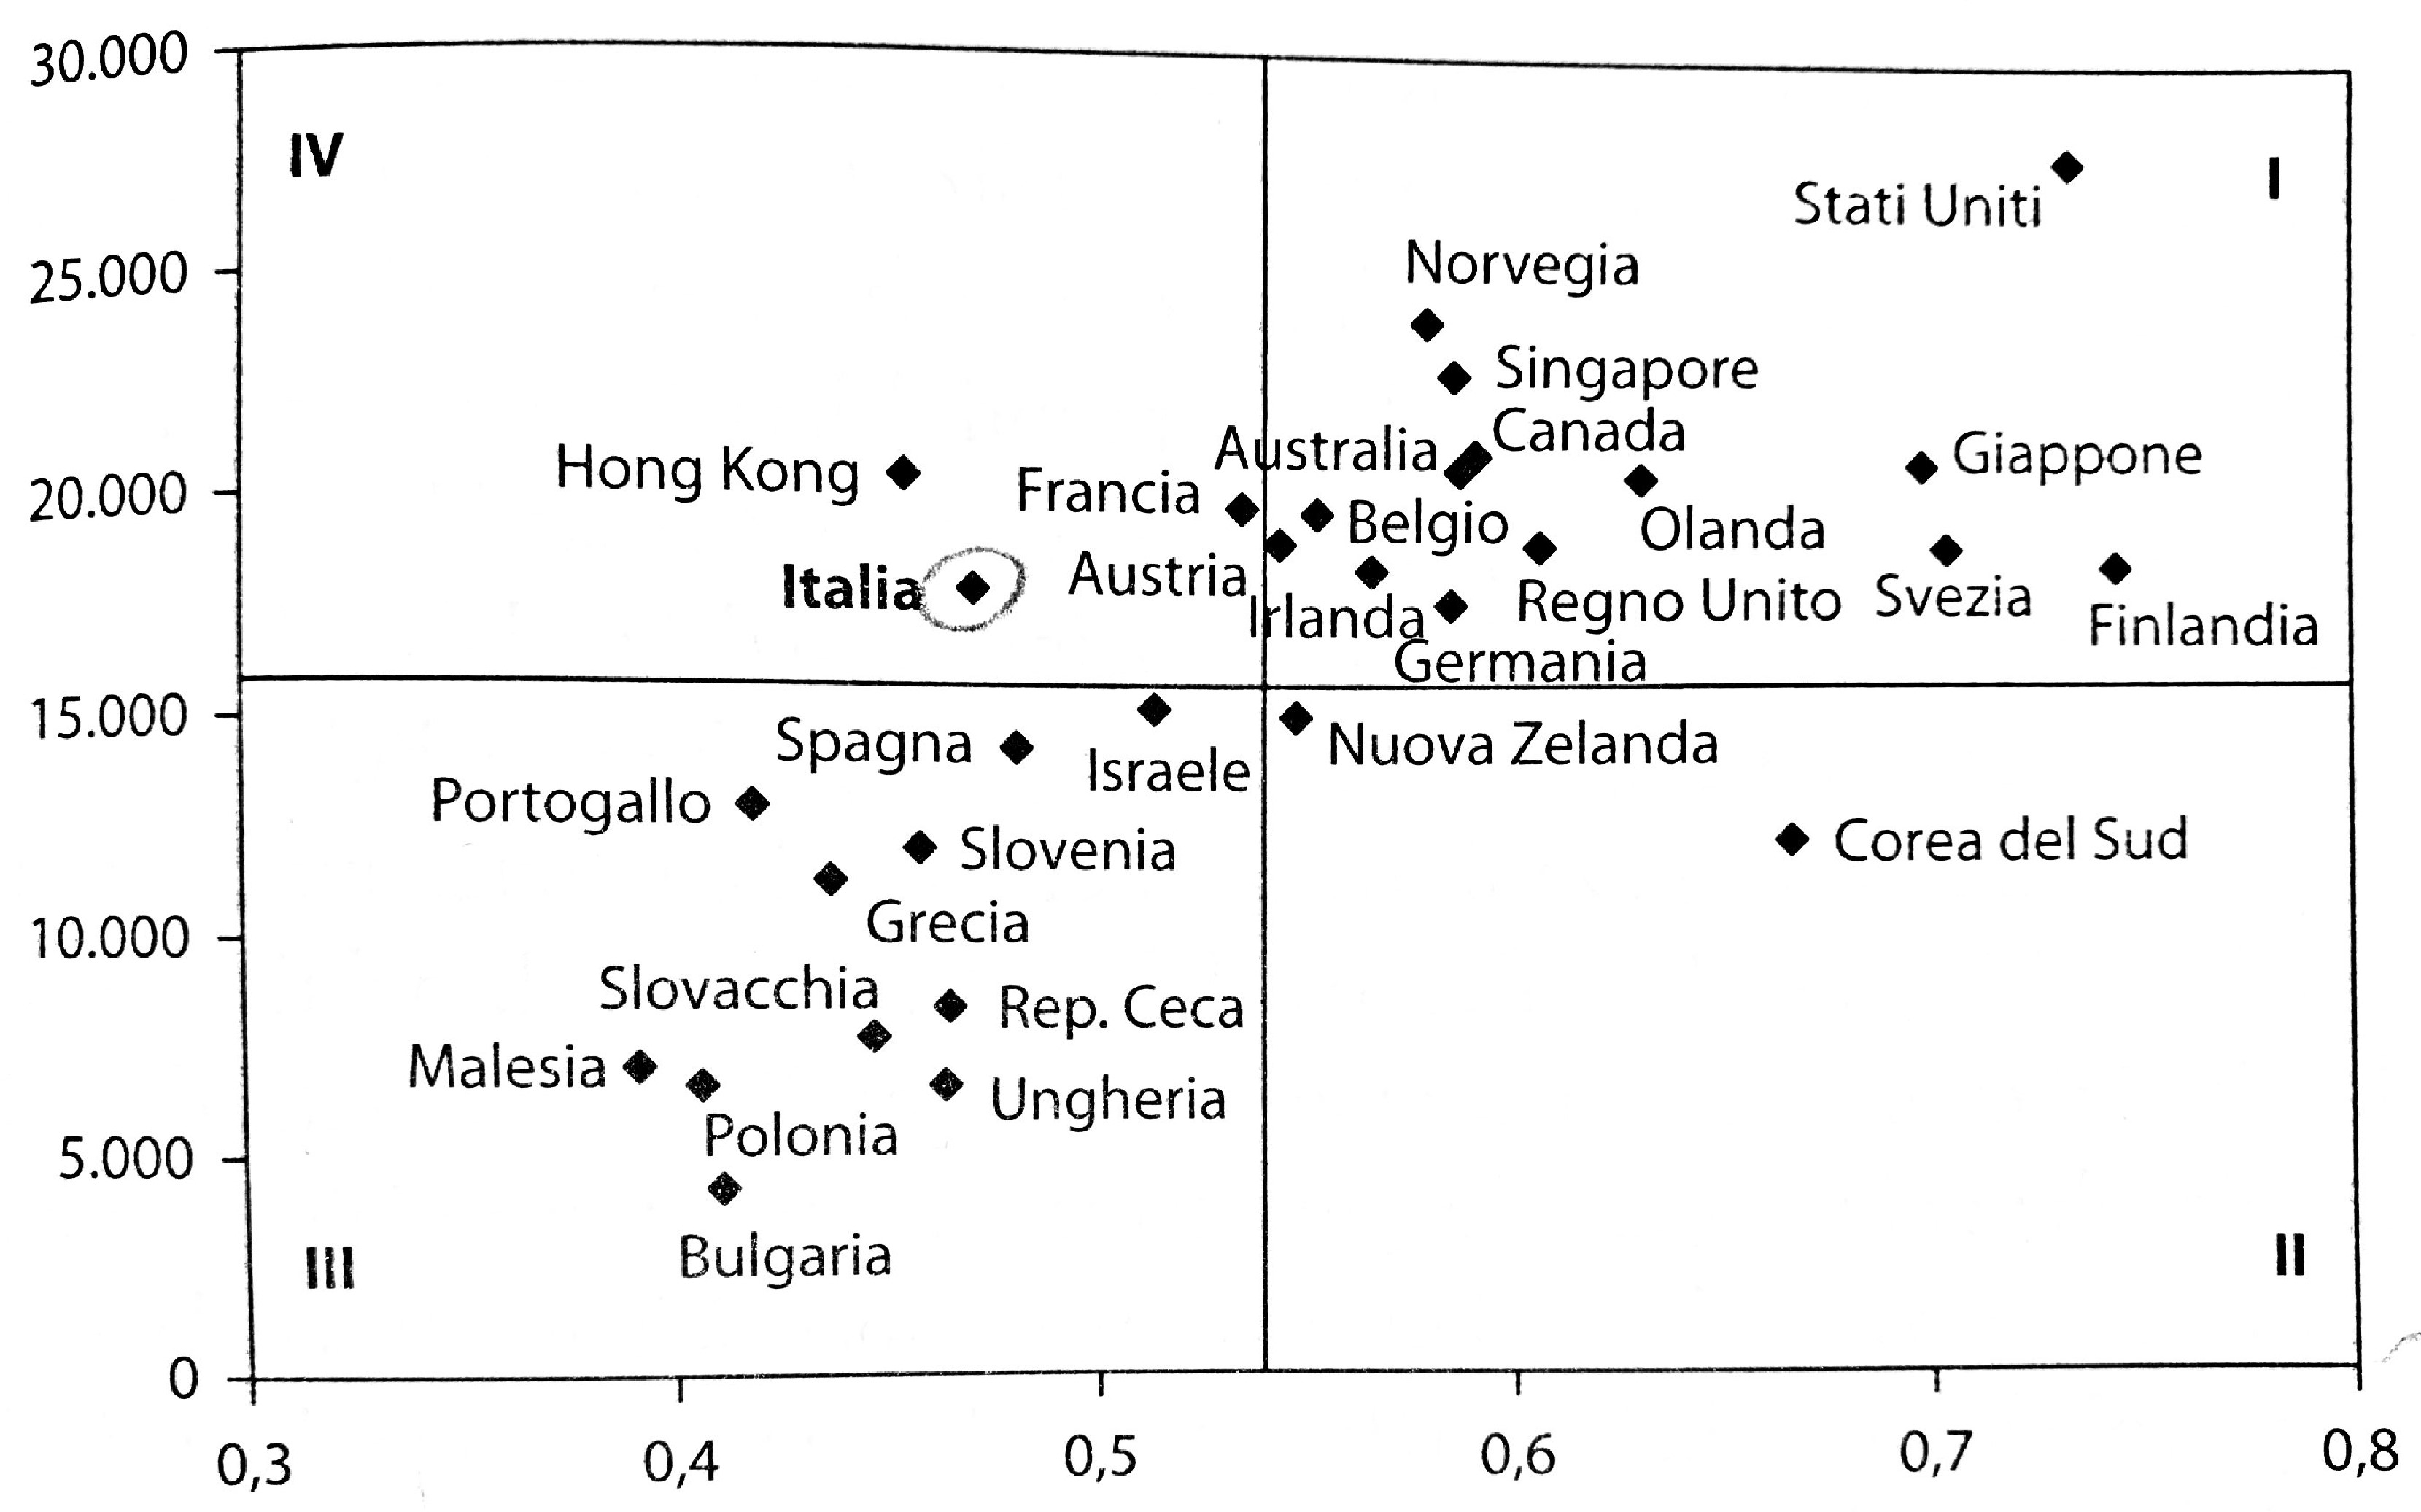 30.000
IV
I
Stati Uniti
Norvegia
25.000
Singapore
Canada
Australia
Giappone
Hong Kong
Francia
20.000
Belgio
Olanda
Italia
Austria
Irlanda
Regno Unito
Svezia
Finlandia
Germania
15.000
Spagna
Israele
Nuova Zelanda
Portogallo
Slovenia
Corea del Sud
Grecia
10.000
Slovacchia
Rep. Ceca
Malesia
Ungheria
Polonia
5.000
Bulgaria
III
II
0
0,3 0,4 0,5 0,6 0,7 0,8